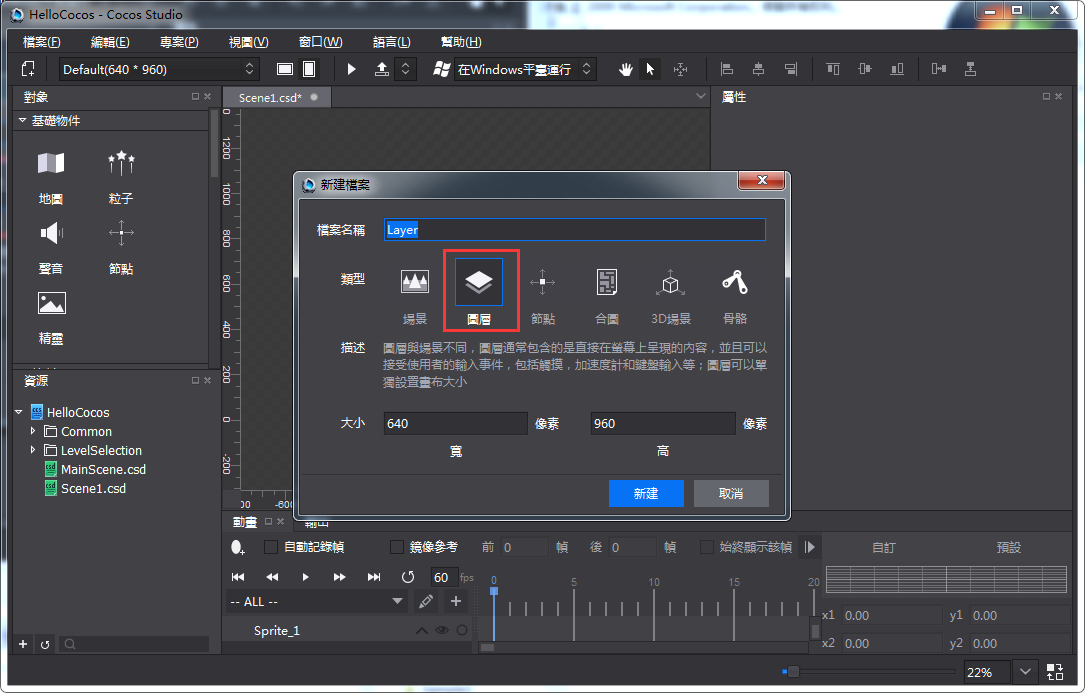 HelloCocos - Cocos Studio
檔案(F) 編輯(E) 專案(P) 視圖(V) 窗口(W) 語言(L) 幫助(H)
Default(640 * 960) 在Windows平臺運行
對象
Scene1.csd*
屬性
基礎物件
地圖 粒子
聲音 節點
精靈
資源
HelloCocos
Common
LevelSelection
MainScene.csd
Scene1.csd
1200
1000
800
600
400
200
0
-200
新建檔案
檔案名稱 Layer
類型
場景 圖層 節點 合圖 3D場景 骨骼
描述 圖層與場景不同，圖層通常包含的是直接在螢幕上呈現的內容，並且可以
接受使用者的輸入事件，包括觸摸，加速度計和鍵盤輸入等；圖層可以單
獨設置畫布大小
大小 640 像素 960 像素
寬 高
新建 取消
動畫 輸出
自動記錄幀 鏡像參考 前 0 幀 後 0 幀 始終顯示該幀 自訂 預設
60 fps 0 5 10 15 20
-- ALL --
Sprite_1
x1 0.00 y1 0.00
x2 0.00 y2 0.00
22%